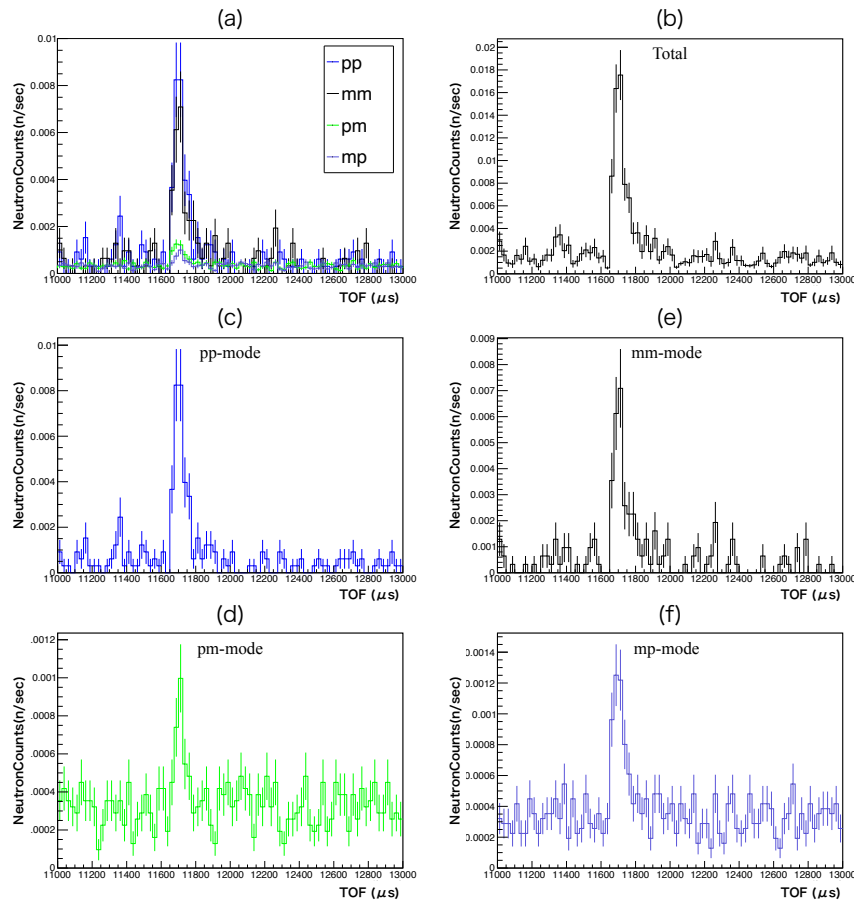 (a)
NeutronCounts(n/sec)
0.01
0.008
0.006
0.004
0.002
0
pp
mm
pm
mp
11000 11200 11400 11600 11800 12000 12200 12400 12600 12800 13000
TOF (μs)
(b)
NeutronCounts(n/sec)
0.02
0.018
0.016
0.014
0.012
0.01
0.008
0.006
0.004
0.002
0
Total
11000 11200 11400 11600 11800 12000 12200 12400 12600 12800 13000
TOF (μs)
(c)
NeutronCounts(n/sec)
0.01
0.008
0.006
0.004
0.002
0
pp-mode
11000 11200 11400 11600 11800 12000 12200 12400 12600 12800 13000
TOF (μs)
(e)
NeutronCounts(n/sec)
0.009
0.008
0.007
0.006
0.005
0.004
0.003
0.002
0.001
0
mm-mode
11000 11200 11400 11600 11800 12000 12200 12400 12600 12800 13000
TOF (μs)
(d)
NeutronCounts(n/sec)
.0012
0.001
.0008
.0006
.0004
.0002
0
pm-mode
11000 11200 11400 11600 11800 12000 12200 12400 12600 12800 13000
TOF (μs)
(f)
NeutronCounts(n/sec)
0.0014
0.0012
0.001
0.0008
0.0006
0.0004
0.0002
0
mp-mode
11000 11200 11400 11600 11800 12000 12200 12400 12600 12800 13000
TOF (μs)